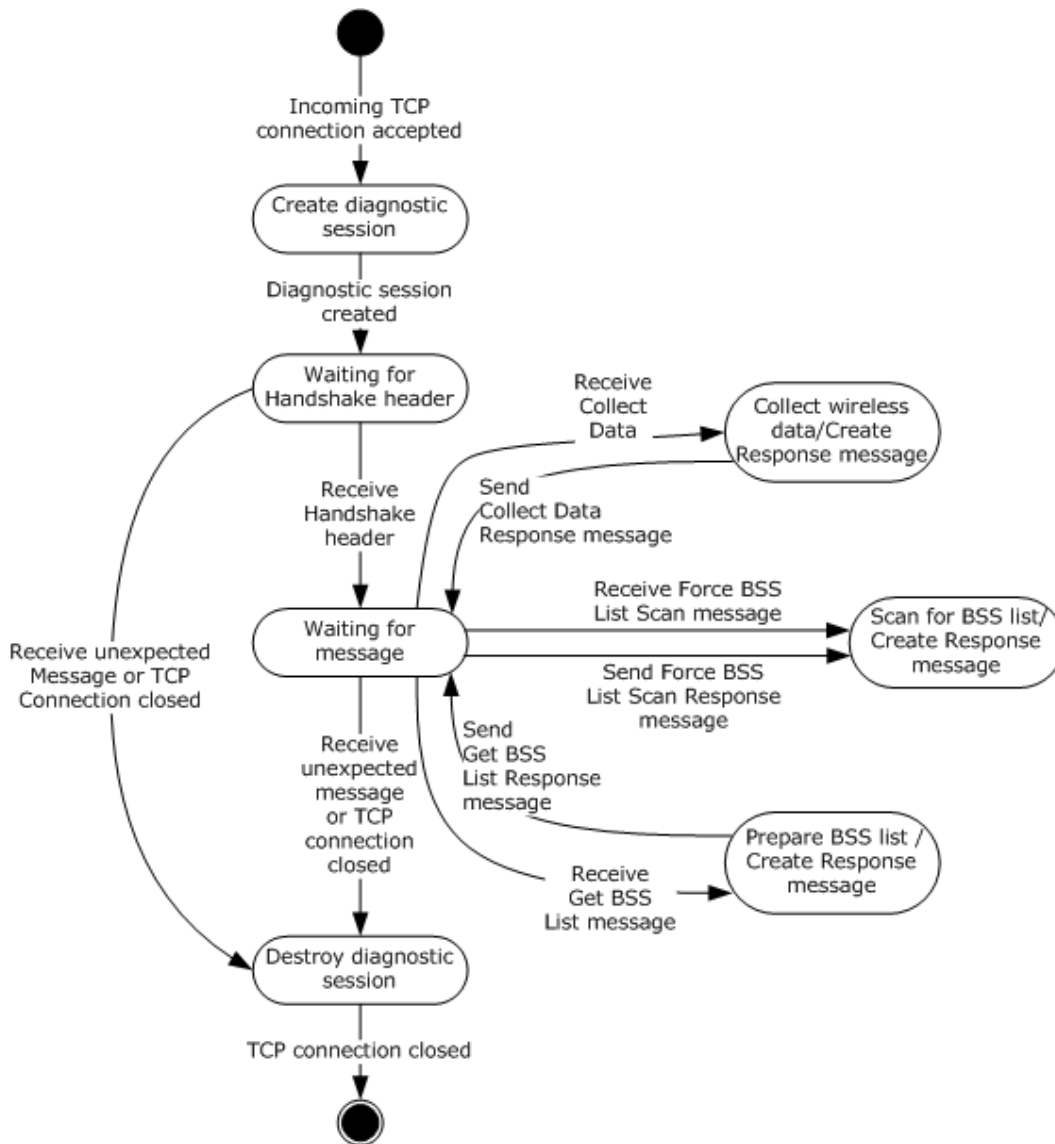 Incoming TCP
connection accepted
Create diagnostic
session
Diagnostic session
created
Waiting for
Handshake header
Receive
Collect
Data
Collect wireless
data/Create
Response message
Receive
Handshake
header
Send
Collect Data
Response message
Receive Force BSS
List Scan message
Waiting for
message
Scan for BSS list/
Create Response
message
Receive unexpected
Message or TCP
Connection closed
Send Force BSS
List Scan Response
message
Receive
unexpected
message
or TCP
connection
closed
Send
Get BSS
List Response
message
Prepare BSS list /
Create Response
message
Receive
Get BSS
List message
Destroy diagnostic
session
TCP connection closed